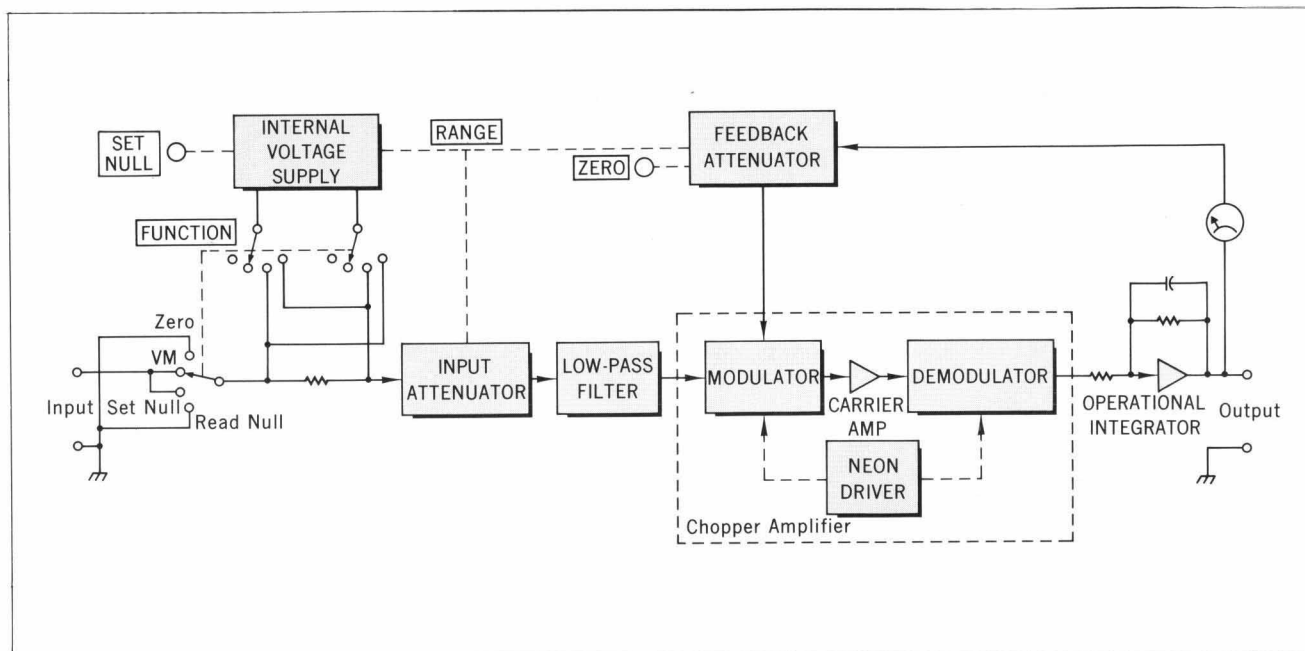 SET
NULL
INTERNAL
VOLTAGE
SUPPLY
RANGE
FEEDBACK
ATTENUATOR
ZERO
FUNCTION
Zero
VM
Input
Set Null
Read Null
INPUT
ATTENUATOR
LOW-PASS
FILTER
MODULATOR
CARRIER
AMP
DEMODULATOR
NEON
DRIVER
Chopper Amplifier
OPERATIONAL
INTEGRATOR
Output